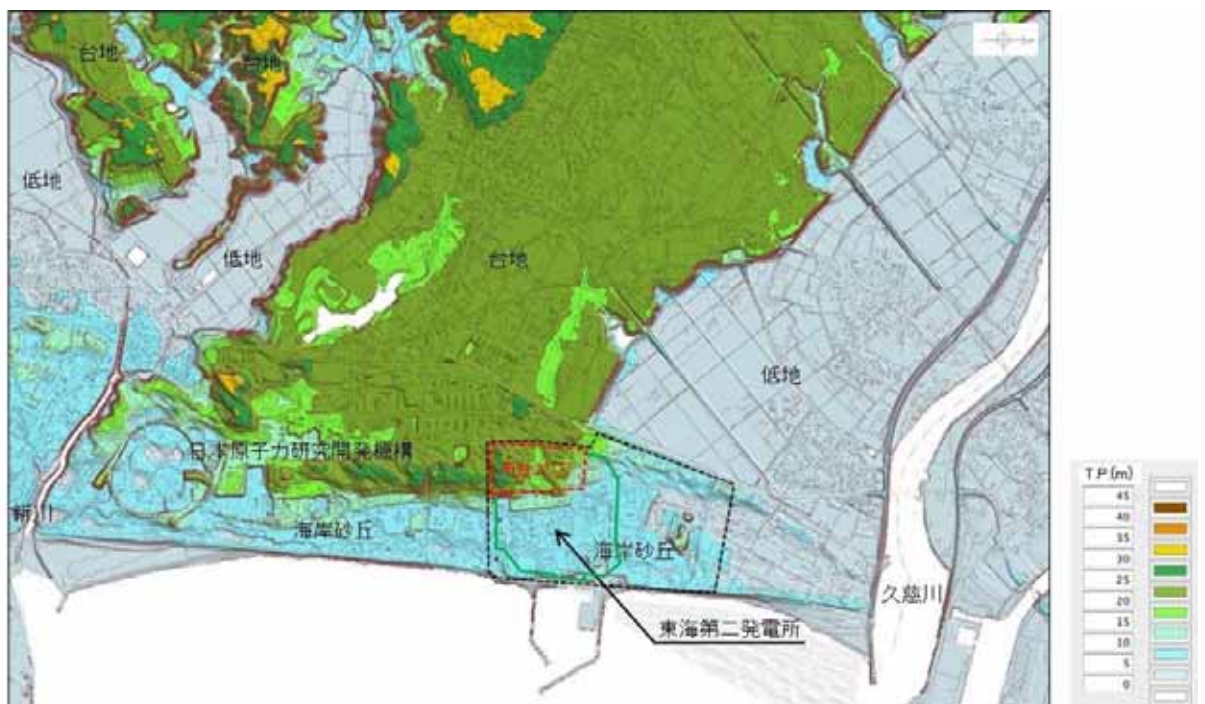 台地
台地
低地
低地
台地
低地
日本原子力研究開発機構
新川
海岸砂丘
海岸砂丘
久慈川
東海第二発電所
T.P.(m)
45
40
35
30
25
20
15
10
5
0